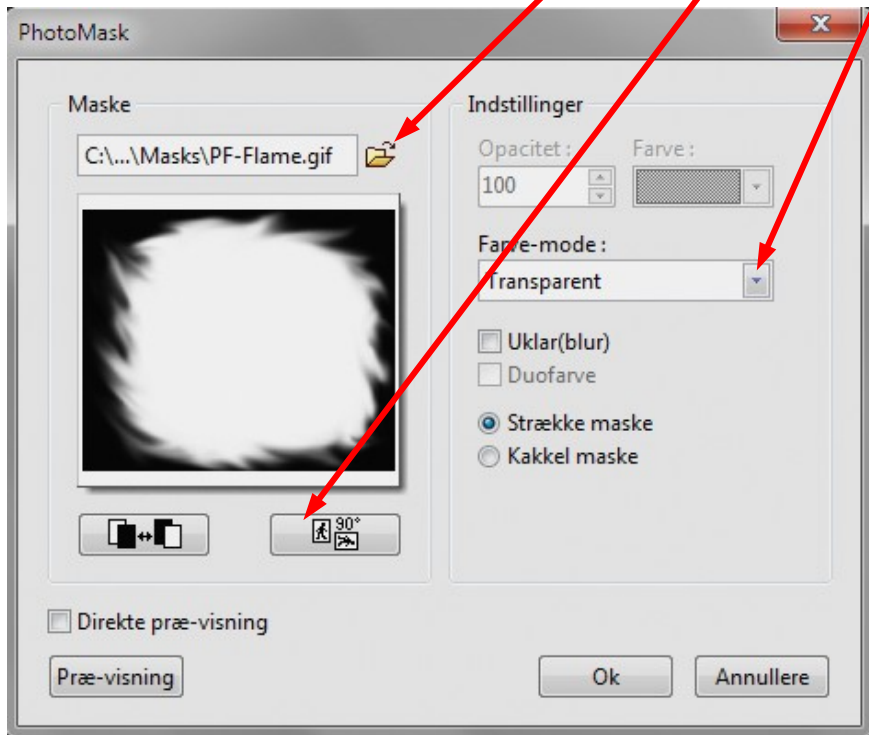 PhotoMask
Maske
C:\...\Masks\PF-Flame.gif
90°
Indstillinger
Opacitet :
Farve :
100
Farve-mode :
Transparent
Uklar(blur)
Duofarve
Strække maske
Kakkel maske
Direkte præ-visning
Præ-visning
Ok
Annullere